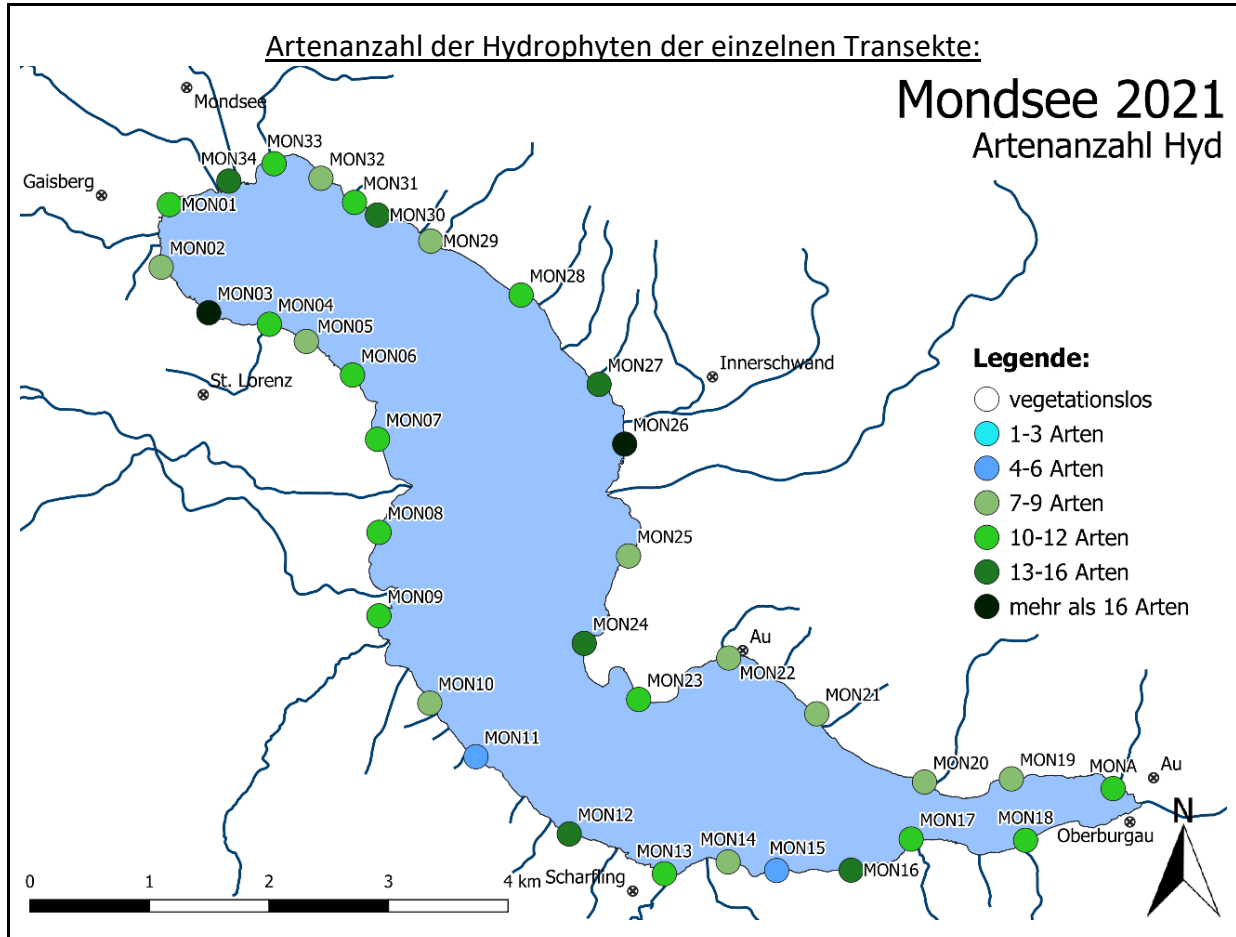 Artenanzahl der Hydrophyten der einzelnen Transekte:
Mondsee 2021
Artenanzahl Hyd
Mondsee
MON33
MON34
MON32
Gaisberg
MON31
MON01
MON30
MON29
MON02
MON28
MON03
MON04
MON05
MON06
St. Lorenz
MON27
Innerschwand
MON26
MON07
Legende:
vegetationslos
1-3 Arten
4-6 Arten
7-9 Arten
10-12 Arten
13-16 Arten
mehr als 16 Arten
MON08
MON25
MON09
MON24
Au
MON22
MON23
MON10
MON21
MON11
MON20
MON19
MONA
Au
MON12
MON17
MON18
Oberburgau
N
MON13
MON14
MON15
MON16
Scharfling
0 1 2 3 4 km